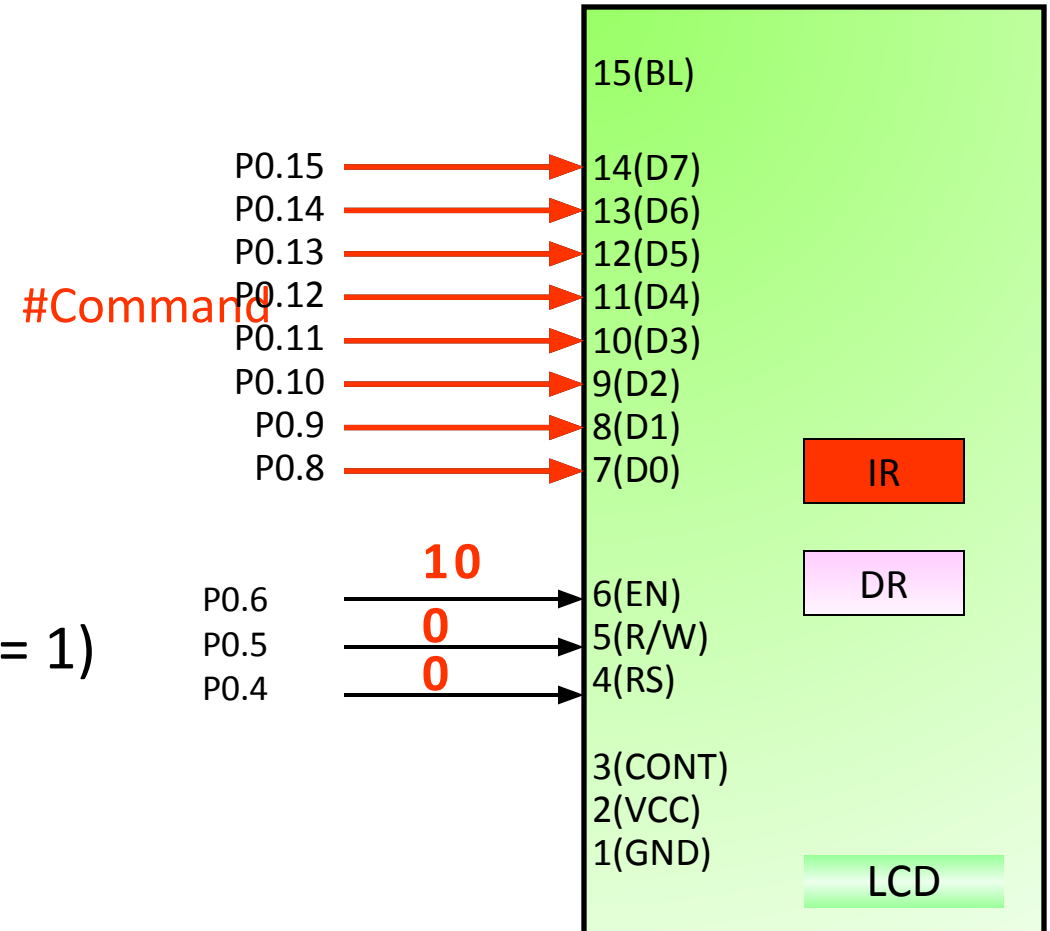 15(BL)
P0.15 14(D7)
P0.14 13(D6)
P0.13 12(D5)
#Command P0.12 11(D4)
P0.11 10(D3)
P0.10 9(D2)
P0.9 8(D1)
P0.8 7(D0) IR
P0.6 10 6(EN) DR
= 1) P0.5 0 5(R/W)
P0.4 0 4(RS)
3(CONT)
2(VCC)
1(GND)
LCD